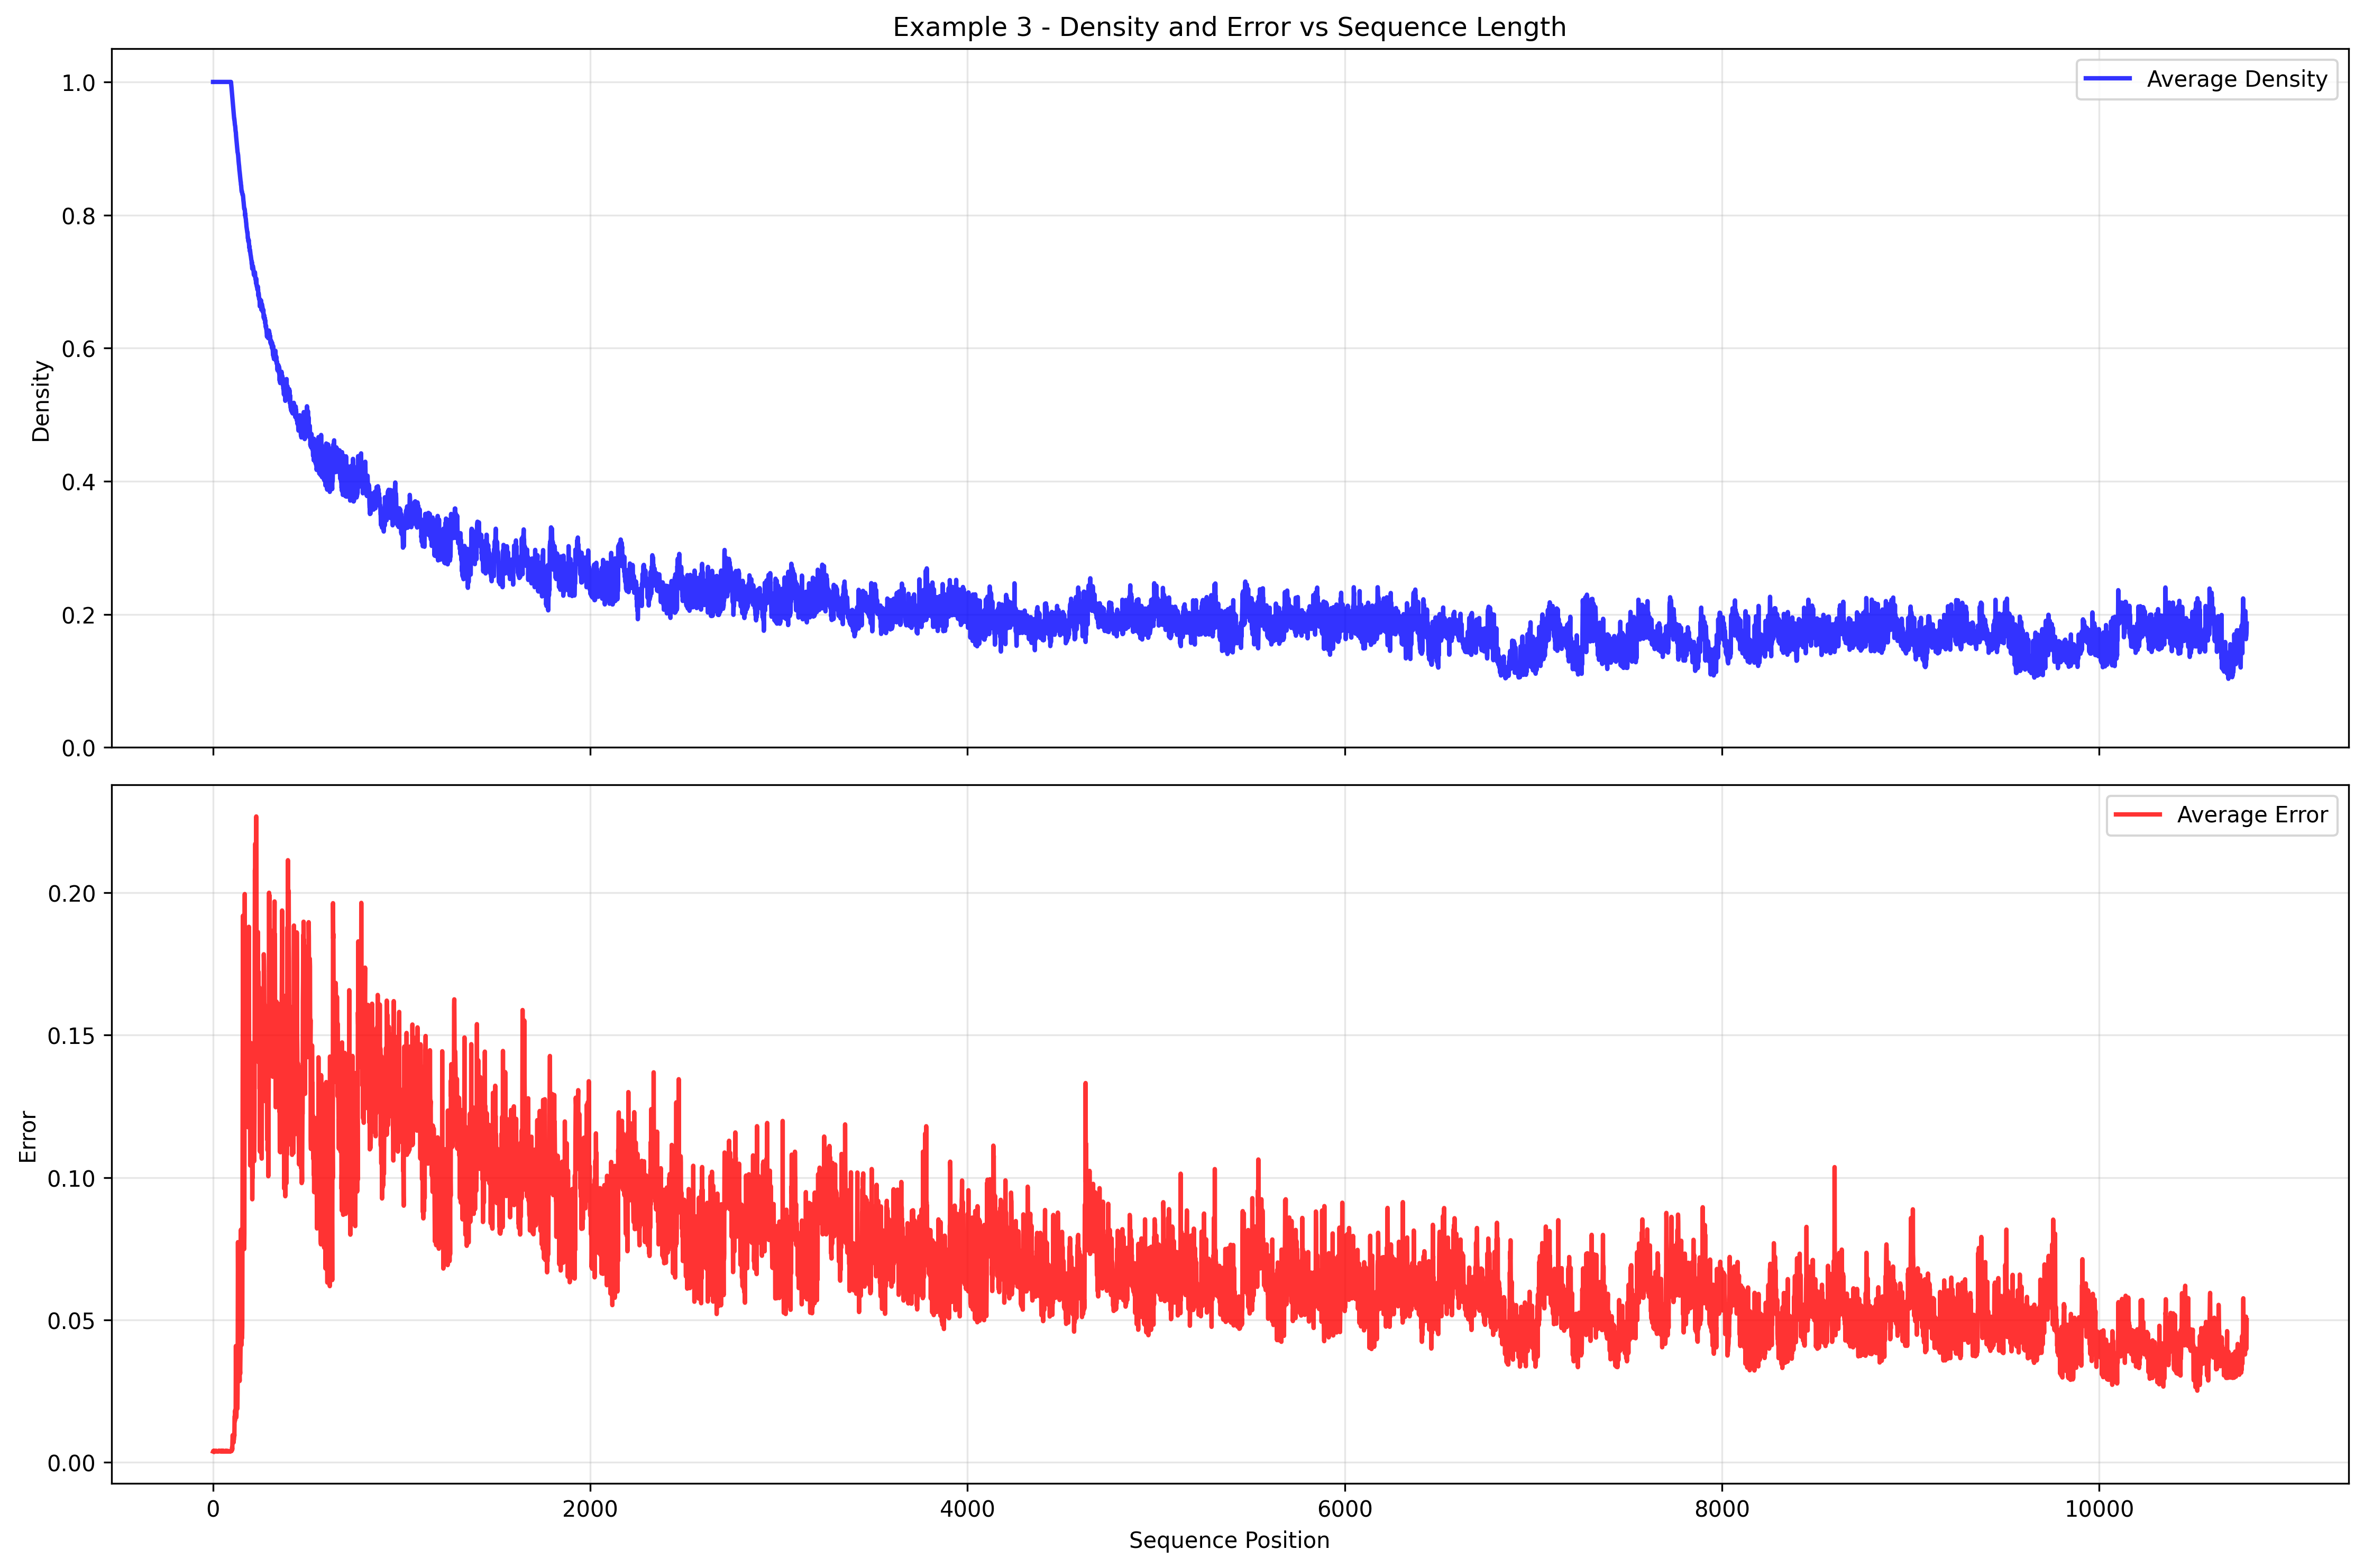 Example 3 - Density and Error vs Sequence Length
Average Density
1.0
0.8
0.6
0.4
0.2
0.0
Density
Average Error
0.20
0.15
0.10
0.05
0.00
Error
0 2000 4000 6000 8000 10000
Sequence Position